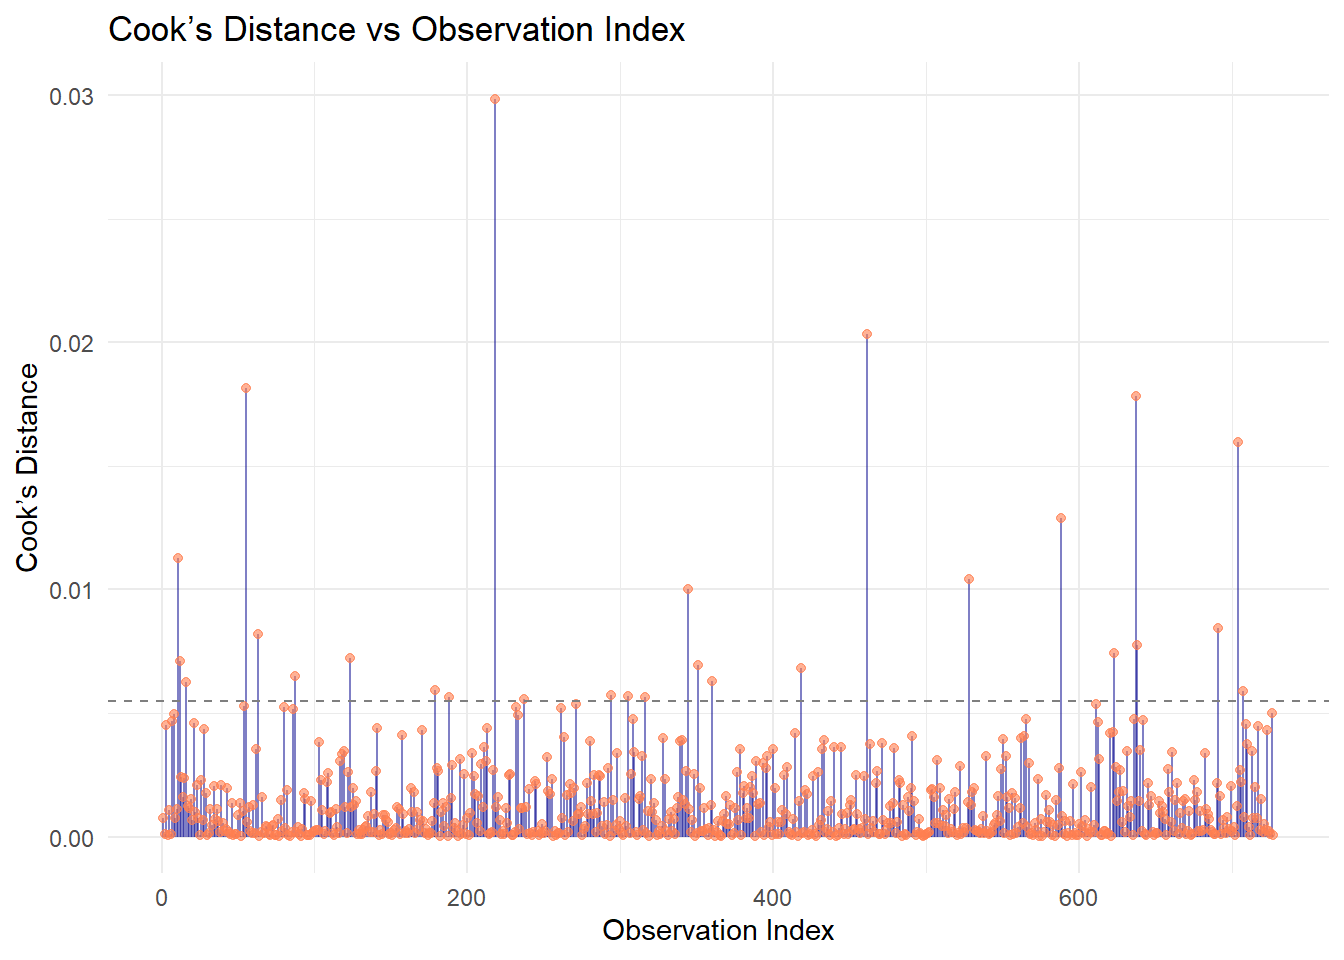 Cook’s Distance vs Observation Index
0.03
0.02
0.01
0.00
Cook’s Distance
0
200
400
600
Observation Index